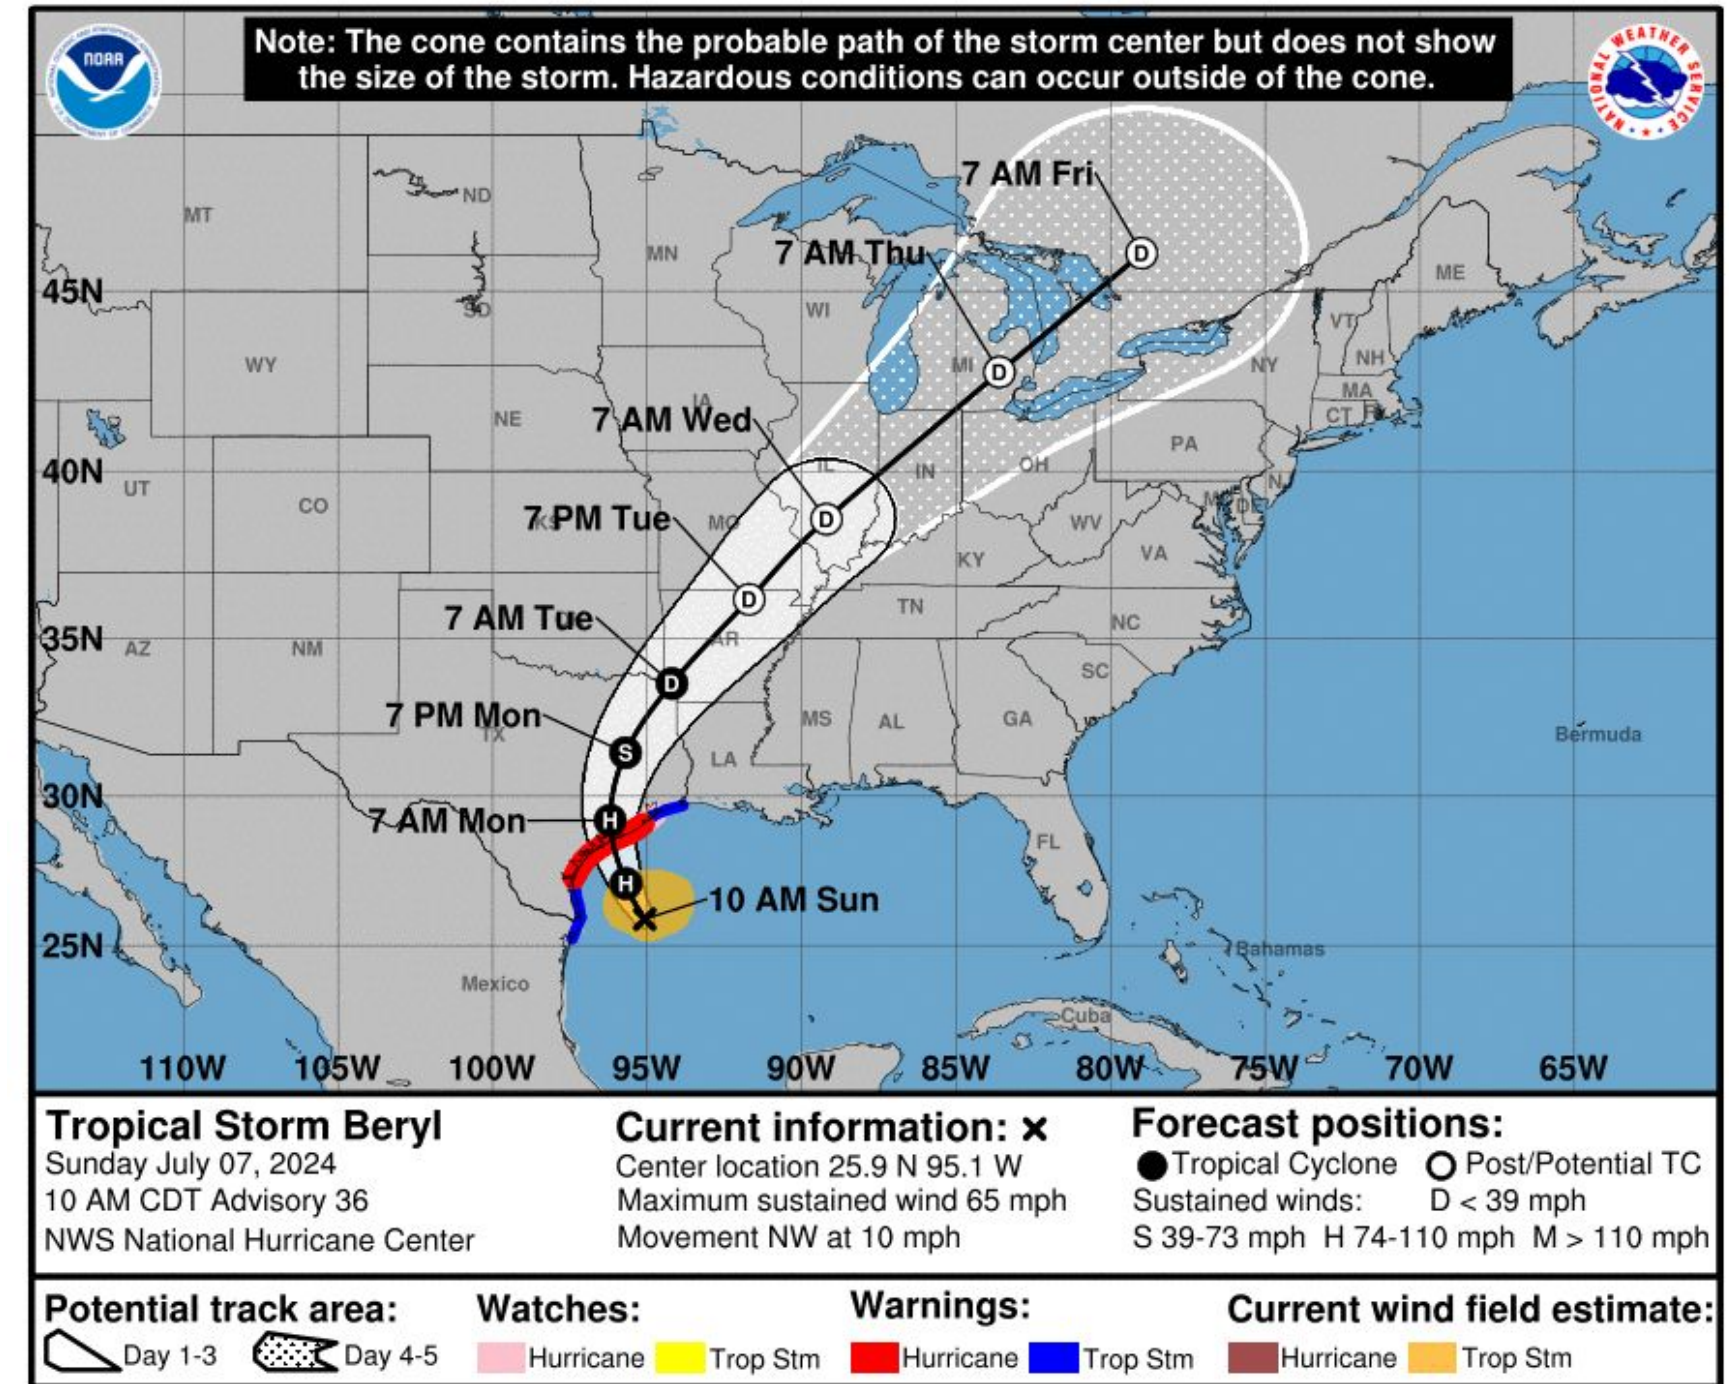 Note: The cone contains the probable path of the storm center but does not show
the size of the storm. Hazardous conditions can occur outside of the cone.
NOAA
NATIONAL WEATHER SERVICE
7 AM Fri
7 AM Thu
7 AM Wed
7 PM Tue
7 AM Tue
7 PM Mon
7 AM Mon
10 AM Sun
D
D
D
D
D
S
H
H
MT
ND
MN
SD
WI
WY
NE
IA
MI
NY
VT
NH
ME
MA
CT
PA
UT
CO
KS
MO
IL
IN
OH
WV
VA
KY
DE
AZ
NM
AR
TN
NC
SC
TX
LA
MS
AL
GA
FL
Bermuda
Bahamas
Cuba
Mexico
45N
40N
35N
30N
25N
110W 105W 100W 95W 90W 85W 80W 75W 70W 65W
Tropical Storm Beryl
Sunday July 07, 2024
10 AM CDT Advisory 36
NWS National Hurricane Center
Current information: ×
Center location 25.9 N 95.1 W
Maximum sustained wind 65 mph
Movement NW at 10 mph
Forecast positions:
Tropical Cyclone Post/Potential TC
Sustained winds: D < 39 mph
S 39-73 mph H 74-110 mph M > 110 mph
Potential track area:
Day 1-3 Day 4-5
Watches:
Hurricane Trop Stm
Warnings:
Hurricane Trop Stm
Current wind field estimate:
Hurricane Trop Stm